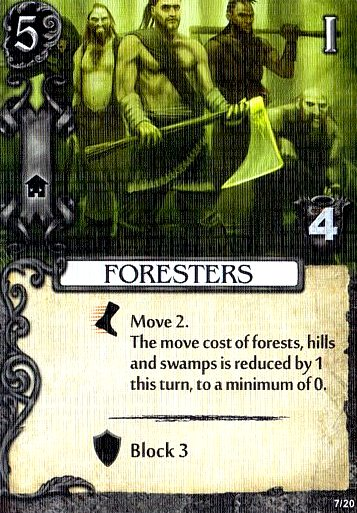 5
I
4
FORESTERS
Move 2.
The move cost of forests, hills
and swamps is reduced by 1
this turn, to a minimum of 0.
Block 3
7/20